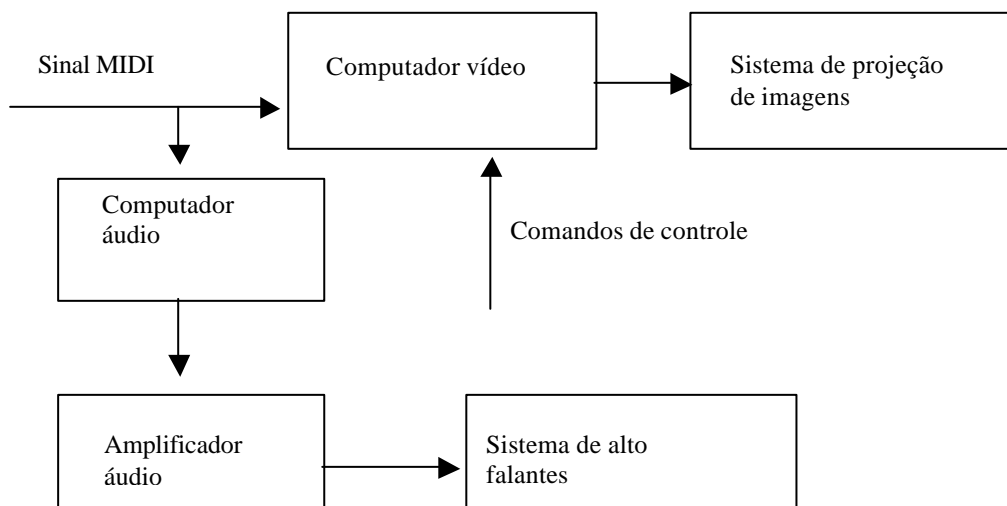 Sinal MIDI
Computador vídeo
Sistema de projeção
de imagens
Computador
áudio
Comandos de controle
Amplificador
áudio
Sistema de alto
falantes